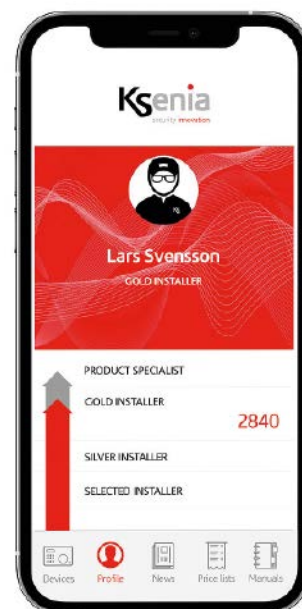 Ksenia
security innovation
Lars Svensson
GOLD INSTALLER
PRODUCT SPECIALIST
GOLD INSTALLER
2840
SILVER INSTALLER
SELECTED INSTALLER
Devices Profile News Price lists Manuals